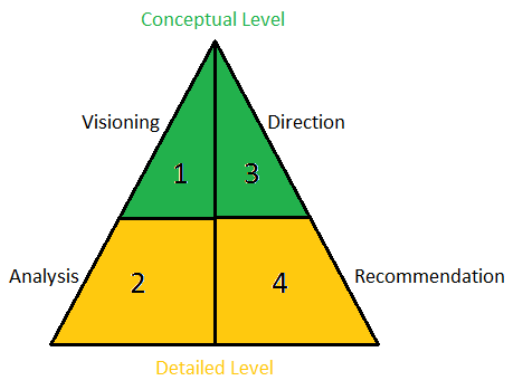 Conceptual Level
Visioning
Direction
1
3
Analysis
2
4
Recommendation
Detailed Level